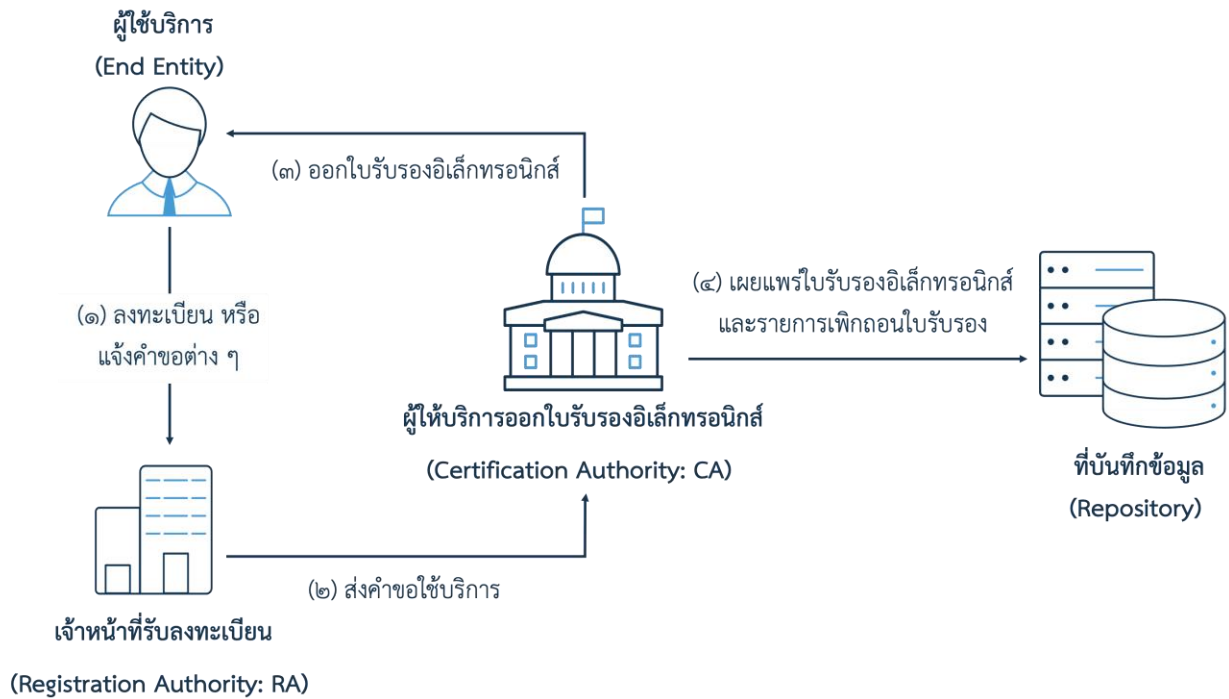 ผู้ใช้บริการ
(End Entity)
(๓) ออกใบรับรองอิเล็กทรอนิกส์
(๑) ลงทะเบียน หรือ
แจ้งคำขอต่าง ๆ
(๔) เผยแพร่ใบรับรองอิเล็กทรอนิกส์
และรายการเพิกถอนใบรับรอง
ผู้ให้บริการออกใบรับรองอิเล็กทรอนิกส์
(Certification Authority: CA)
ที่บันทึกข้อมูล
(Repository)
(๒) ส่งคำขอใช้บริการ
เจ้าหน้าที่รับลงทะเบียน
(Registration Authority: RA)